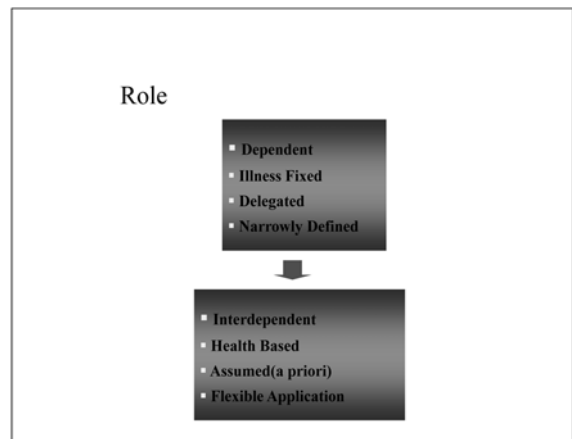 Role
▪ Dependent
▪ Illness Fixed
▪ Delegated
▪ Narrowly Defined
▪ Interdependent
▪ Health Based
▪ Assumed(a priori)
▪ Flexible Application